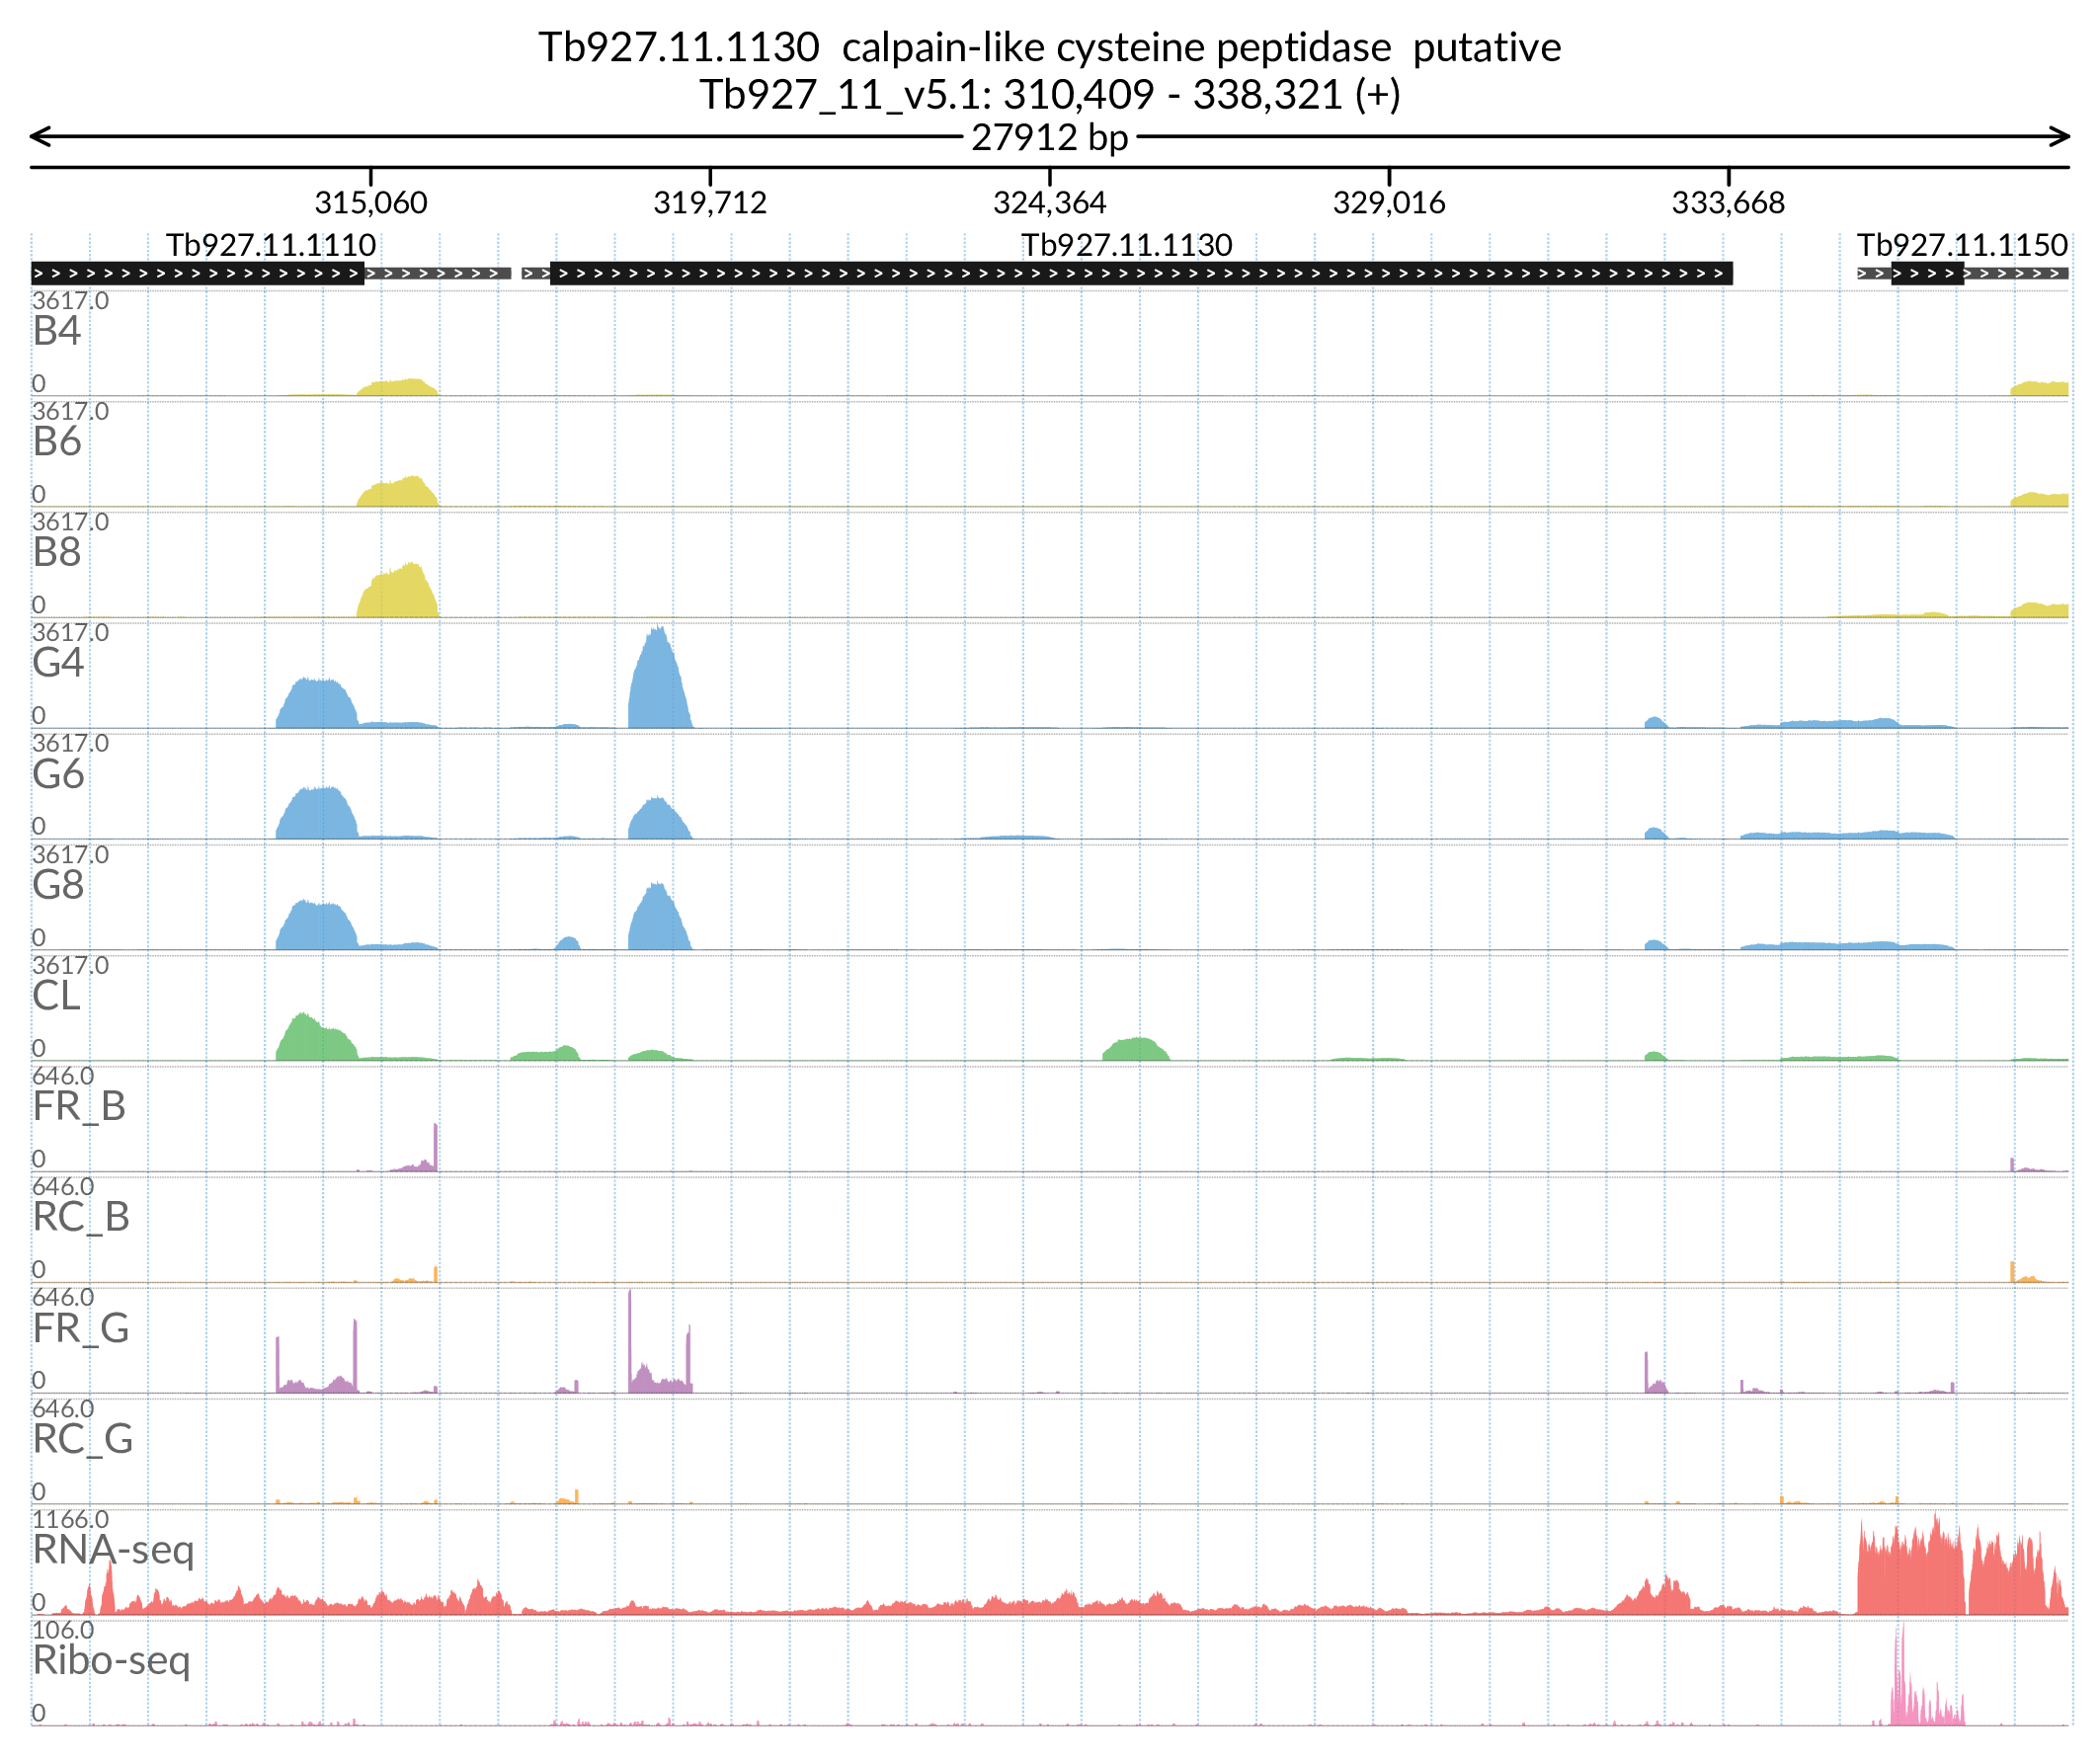 Tb927.11.1130  calpain-like cysteine peptidase  putative
Tb927_11_v5.1: 310,409 - 338,321 (+)
27912 bp
315,060 319,712 324,364 329,016 333,668
Tb927.11.1110 Tb927.11.1130 Tb927.11.1150
3617.0
B4
0
3617.0
B6
0
3617.0
B8
0
3617.0
G4
0
3617.0
G6
0
3617.0
G8
0
3617.0
CL
0
646.0
FR_B
0
646.0
RC_B
0
646.0
FR_G
0
646.0
RC_G
0
1166.0
RNA-seq
0
106.0
Ribo-seq
0